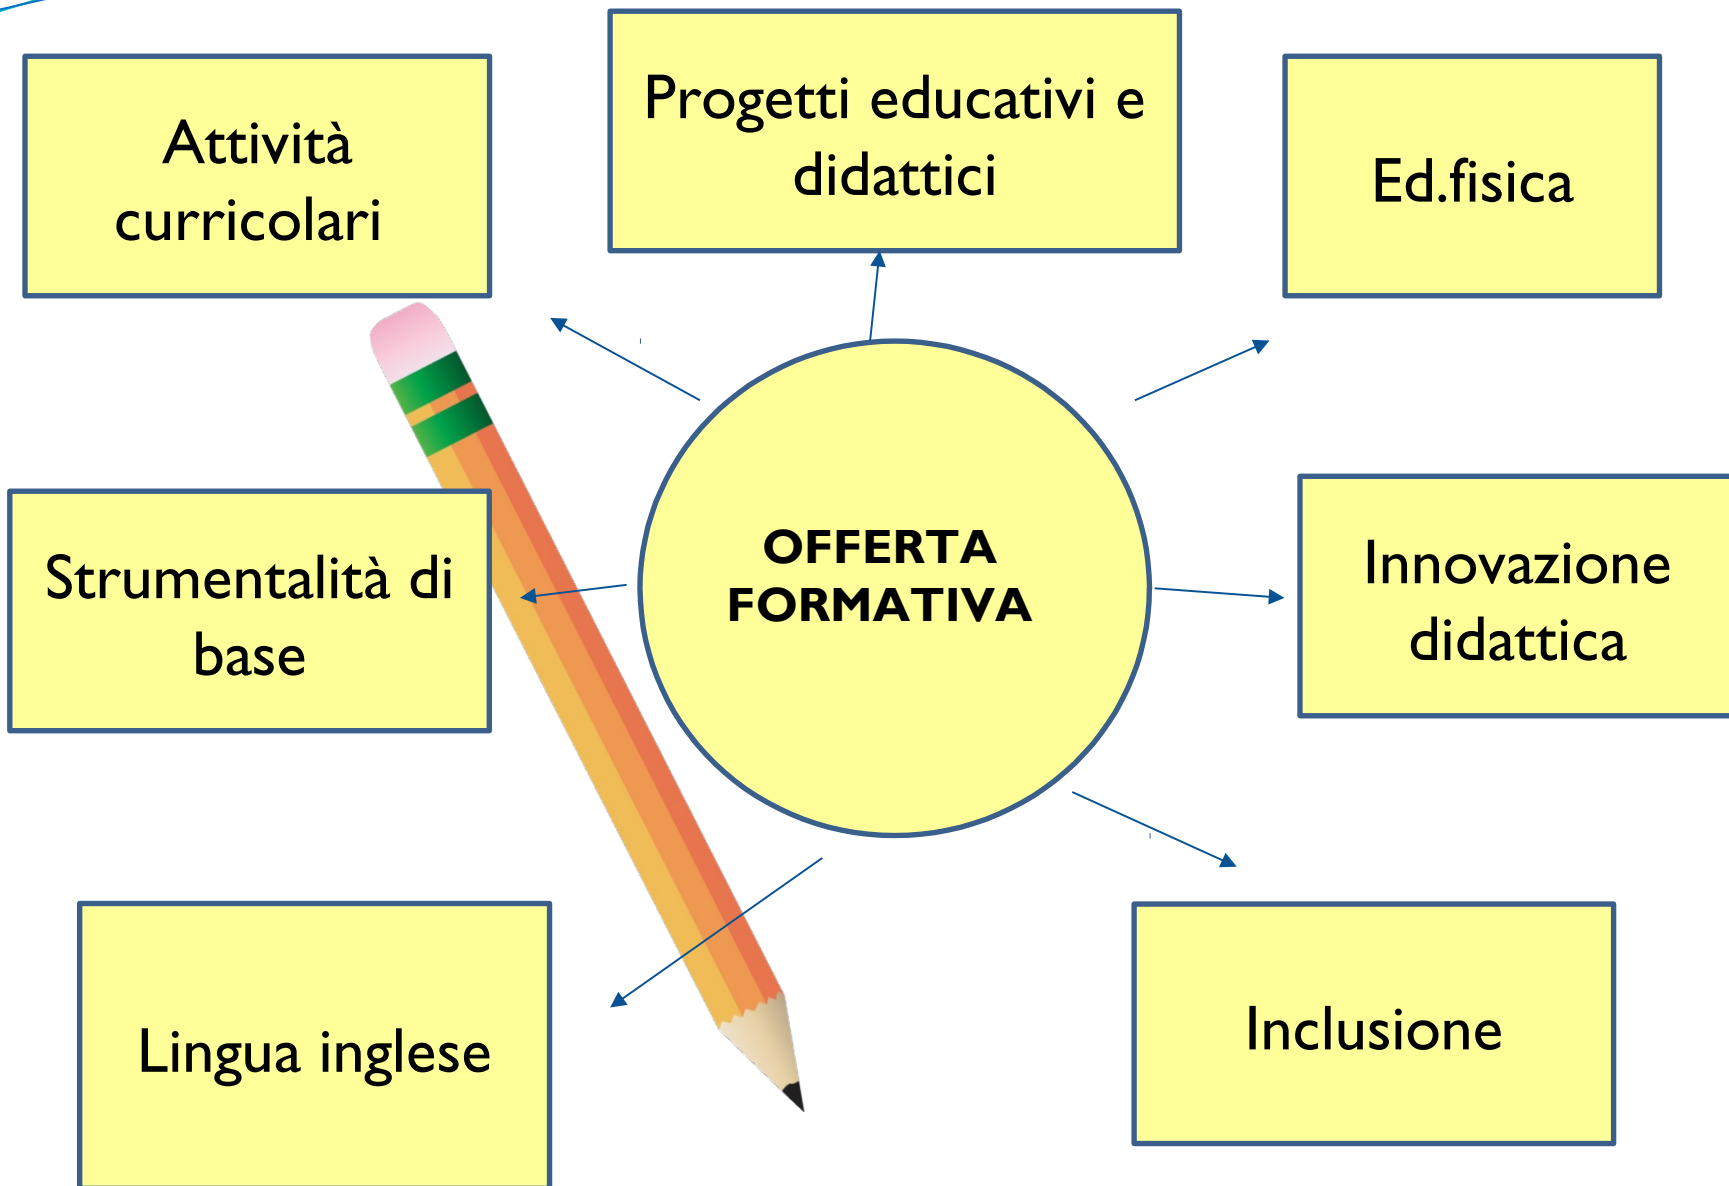 Attività
curricolari
Progetti educativi e
didattici
Ed.fisica
Strumentalità di
base
OFFERTA
FORMATIVA
Innovazione
didattica
Lingua inglese
Inclusione